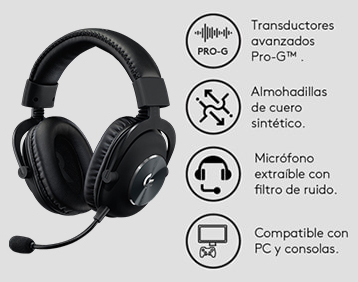 PRO-G
Transductores
avanzados
Pro-G™ .
Almohadillas
de cuero
sintético.
Micrófono
extraíble con
filtro de ruido.
Compatible con
PC y consolas.